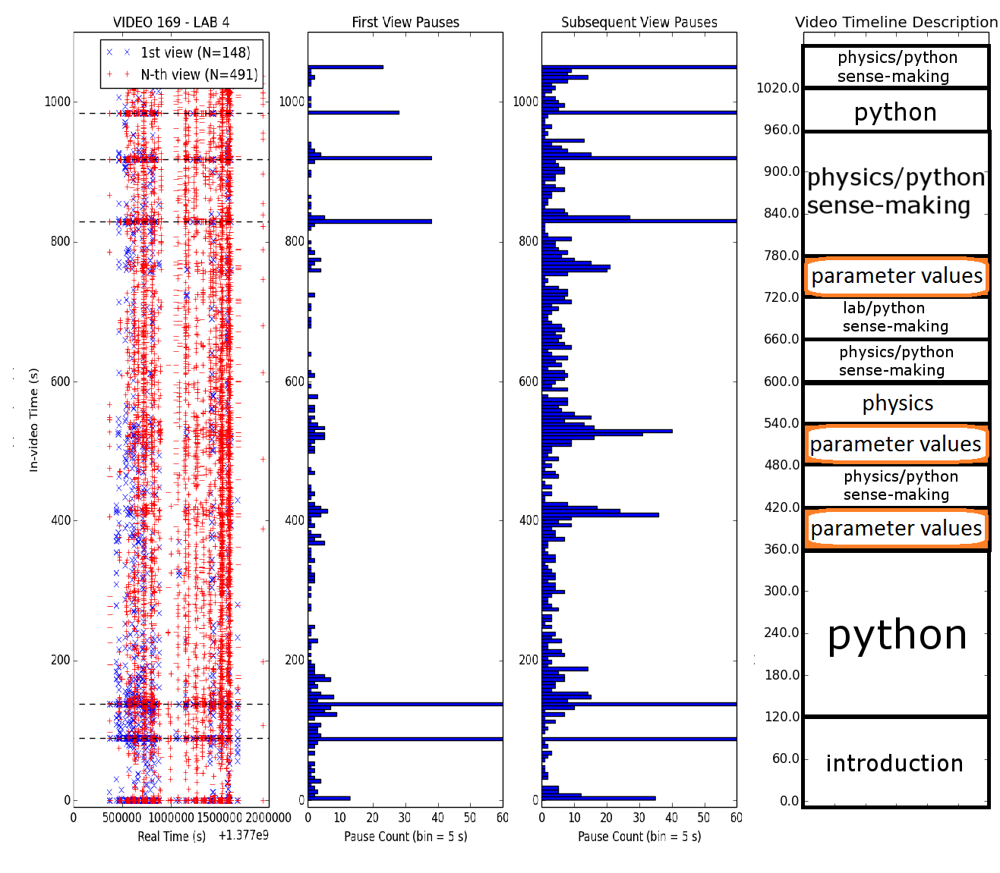 VIDEO 169 - LAB 4
1st view (N=148)
N-th view (N=491)
1000
800
600
400
200
0
In-video Time (s)
0 500000 1000000 1500000 2000000
Real Time (s) +1.377e9
First View Pauses
1000
800
600
400
200
0
0 10 20 30 40 50 60
Pause Count (bin = 5 s)
Subsequent View Pauses
1000
800
600
400
200
0
0 10 20 30 40 50 60
Pause Count (bin = 5 s)
Video Timeline Description
physics/python
sense-making
1020.0
python
960.0
physics/python
900.0
sense-making
840.0
780.0
parameter values
720.0
lab/python
sense-making
660.0
physics/python
sense-making
600.0
physics
540.0
parameter values
480.0
physics/python
sense-making
420.0
parameter values
360.0
300.0
python
240.0
180.0
120.0
introduction
60.0
0.0